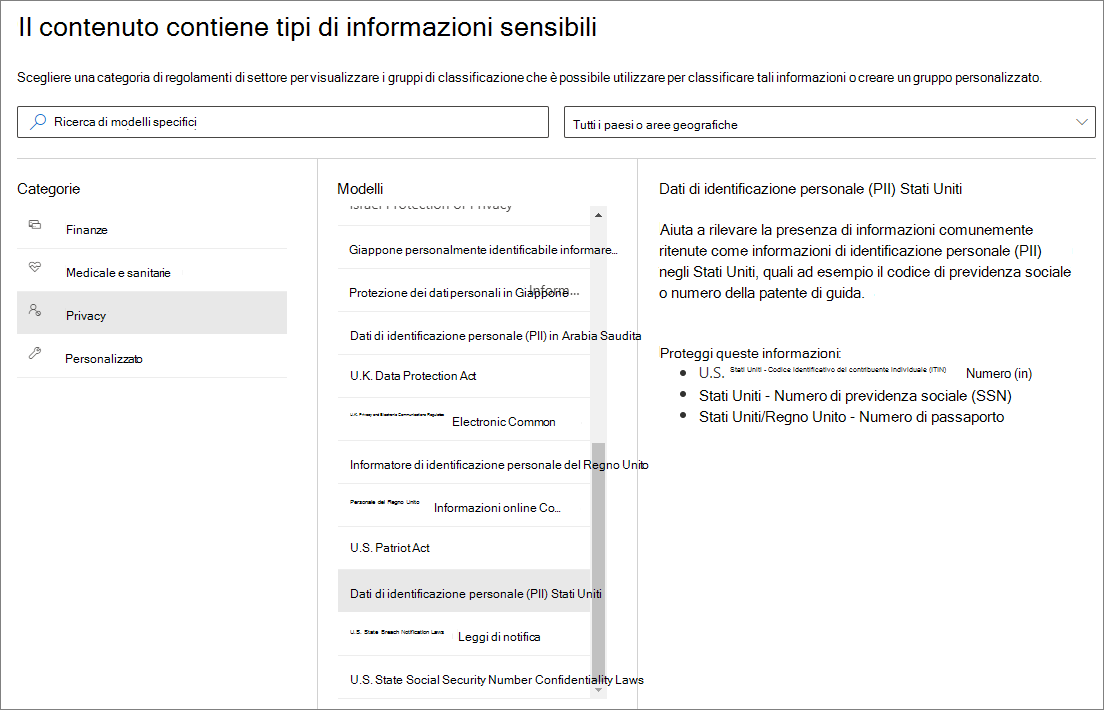 Il contenuto contiene tipi di informazioni sensibili
Scegliere una categoria di regolamenti di settore per visualizzare i gruppi di classificazione che è possibile utilizzare per classificare tali informazioni o creare un gruppo personalizzato.
Ricerca di modelli specifici
Tutti i paesi o aree geografiche
Categorie
Finanze
Medicale e sanitarie
Privacy
Personalizzato
Modelli
Israel Protection of Privacy
Giappone personalmente identificabile informare...
Protezione dei dati personali in Giappone Inform...
Dati di identificazione personale (PII) in Arabia Saudita
U.K. Data Protection Act
U.K. Privacy and Electronic Communications Regulations Electronic Common
Informatore di identificazione personale del Regno Unito
Personale del Regno Unito Informazioni online Co...
U.S. Patriot Act
Dati di identificazione personale (PII) Stati Uniti
U.S. State Breach Notification Laws Leggi di notifica
U.S. State Social Security Number Confidentiality Laws
Dati di identificazione personale (PII) Stati Uniti
Aiuta a rilevare la presenza di informazioni comunemente
ritenute come informazioni di identificazione personale (PII)
negli Stati Uniti, quali ad esempio il codice di previdenza sociale
o numero della patente di guida.
Proteggi queste informazioni:
U.S. Stati Uniti - Codice identificativo del contribuente individuale (ITIN) Numero (in)
Stati Uniti - Numero di previdenza sociale (SSN)
Stati Uniti/Regno Unito - Numero di passaporto